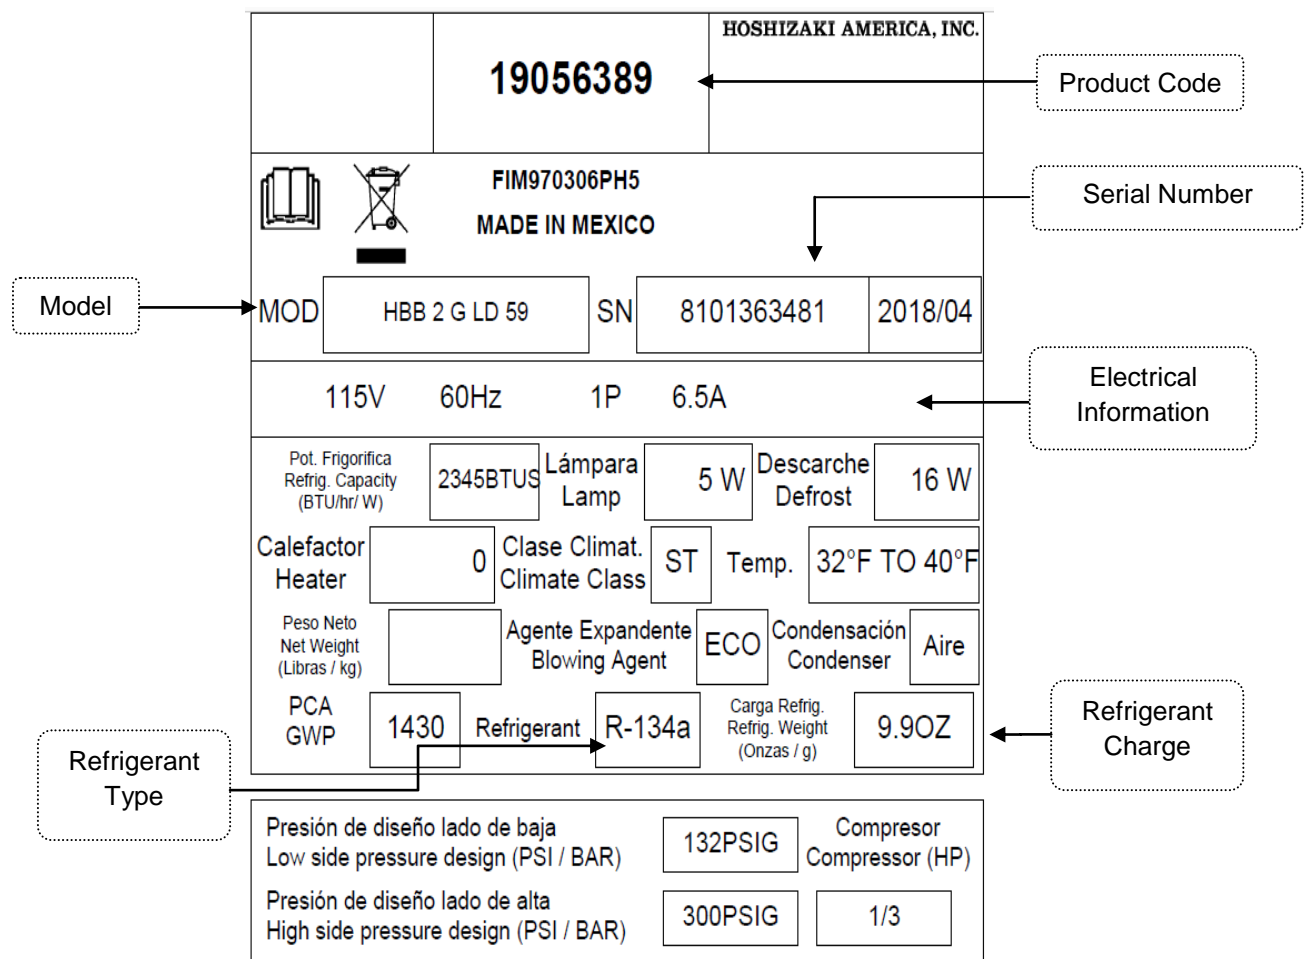 HOSHIZAKI AMERICA, INC.
19056389
Product Code
FIM970306PH5
MADE IN MEXICO
Serial Number
Model
MOD
HBB 2 G LD 59
SN
8101363481
2018/04
115V 60Hz 1P 6.5A
Electrical
Information
Pot. Frigorifica
Refrig. Capacity
(BTU/hr/ W)
2345BTUS
Lámpara
Lamp
5 W
Descarche
Defrost
16 W
Calefactor
Heater
0
Clase Climat.
Climate Class
ST
Temp.
32°F TO 40°F
Peso Neto
Net Weight
(Libras / kg)
Agente Expandente
Blowing Agent
ECO
Condensación
Condenser
Aire
PCA
GWP
1430
Refrigerant
R-134a
Carga Refrig.
Refrig. Weight
(Onzas / g)
9.9OZ
Refrigerant
Charge
Refrigerant
Type
Presión de diseño lado de baja
Low side pressure design (PSI / BAR)
132PSIG
Compresor
Compressor (HP)
Presión de diseño lado de alta
High side pressure design (PSI / BAR)
300PSIG
1/3